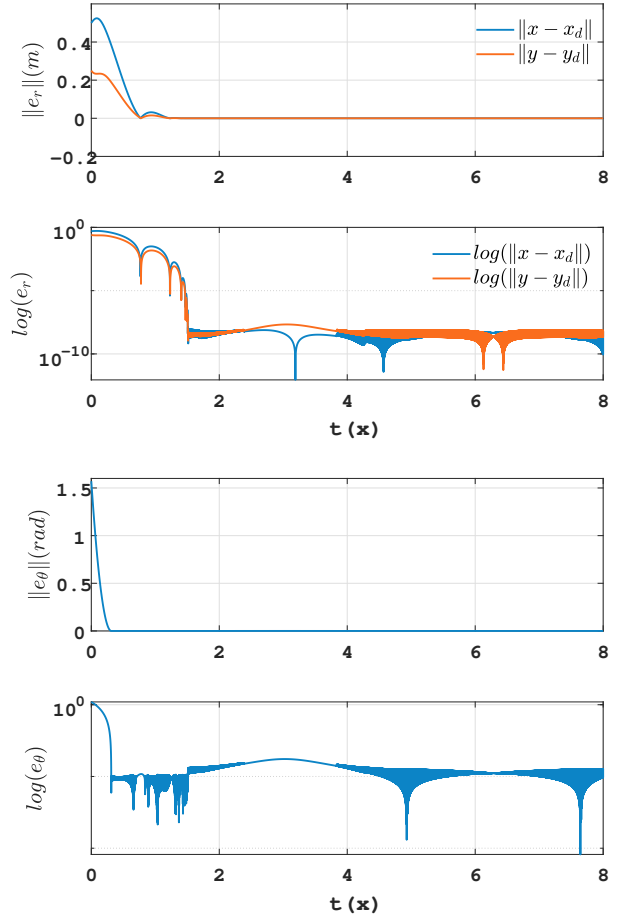 ‖e_r‖(m)
0.4
0.2
0
-0.2
‖x − x_d‖
‖y − y_d‖
0 2 4 6 8
log(e_r)
10^0
10^-10
log(‖x − x_d‖)
log(‖y − y_d‖)
0 2 4 6 8
t(x)
‖e_θ‖(rad)
1.5
1
0.5
0
0 2 4 6 8
log(e_θ)
10^0
0 2 4 6 8
t(x)